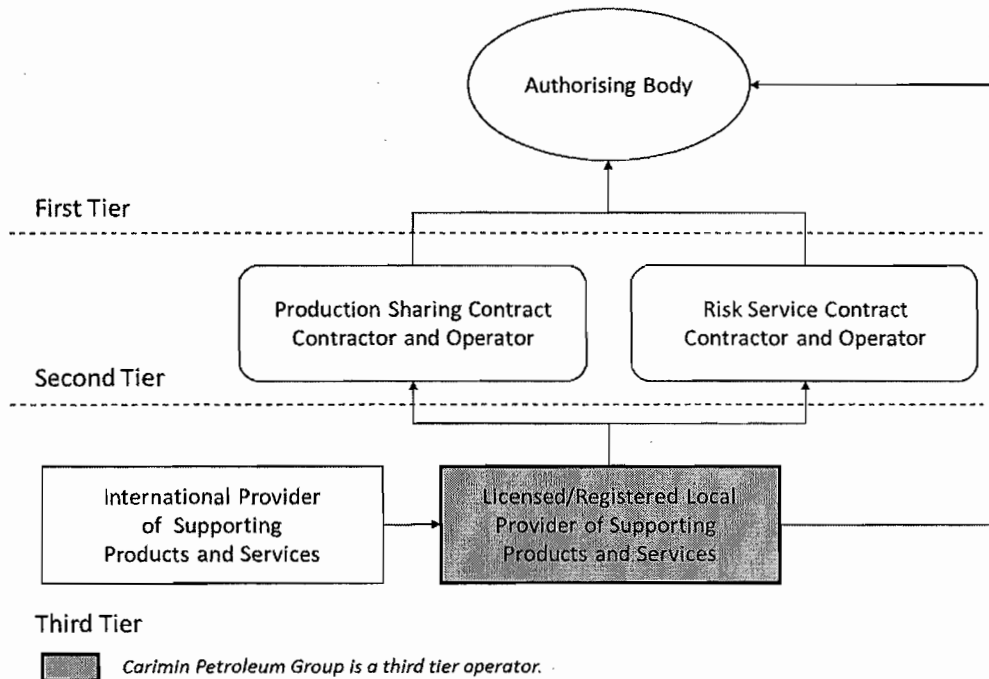 Authorising Body
First Tier
Production Sharing Contract
Contractor and Operator
Risk Service Contract
Contractor and Operator
Second Tier
International Provider
of Supporting
Products and Services
Licensed/Registered Local
Provider of Supporting
Products and Services
Third Tier
Carimin Petroleum Group is a third tier operator.